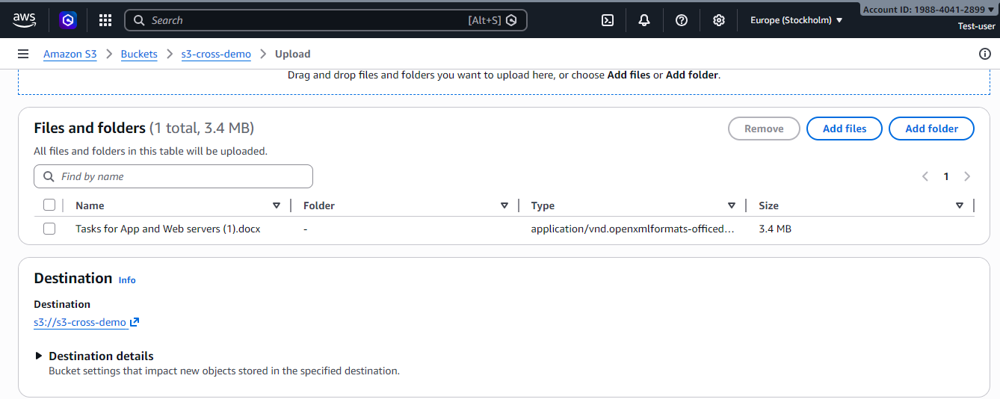 aws
Search
[Alt+S]
Europe (Stockholm)
Account ID: 1988-4041-2899
Test-user
Amazon S3 > Buckets > s3-cross-demo > Upload
Drag and drop files and folders you want to upload here, or choose Add files or Add folder.
Files and folders (1 total, 3.4 MB)
Remove
Add files
Add folder
All files and folders in this table will be uploaded.
Find by name
1
Name Folder Type Size
Tasks for App and Web servers (1).docx - application/vnd.openxmlformats-officed... 3.4 MB
Destination Info
Destination
s3://s3-cross-demo
Destination details
Bucket settings that impact new objects stored in the specified destination.